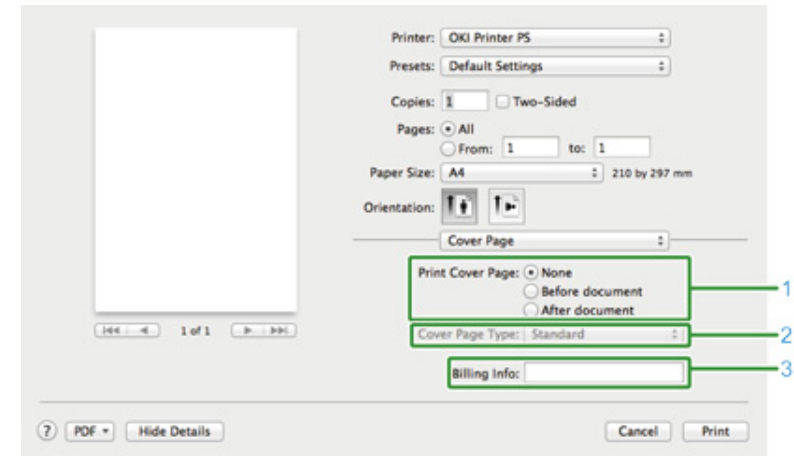 Printer: OKI Printer PS
Presets: Default Settings
Copies: 1 Two-Sided
Pages: All
From: 1 to: 1
Paper Size: A4 210 by 297 mm
Orientation:
Cover Page
Print Cover Page: None
Before document
After document
1
Cover Page Type: Standard
2
Billing Info:
3
1 of 1
? PDF Hide Details Cancel Print